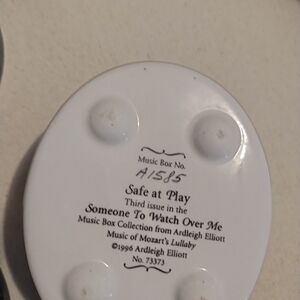 Music Box No.
A1585
Safe at Play
Third issue in the
Someone To Watch Over Me
Music Box Collection from Ardleigh Elliott
Music of Mozart's Lullaby
©1996 Ardleigh Elliott
No. 73373